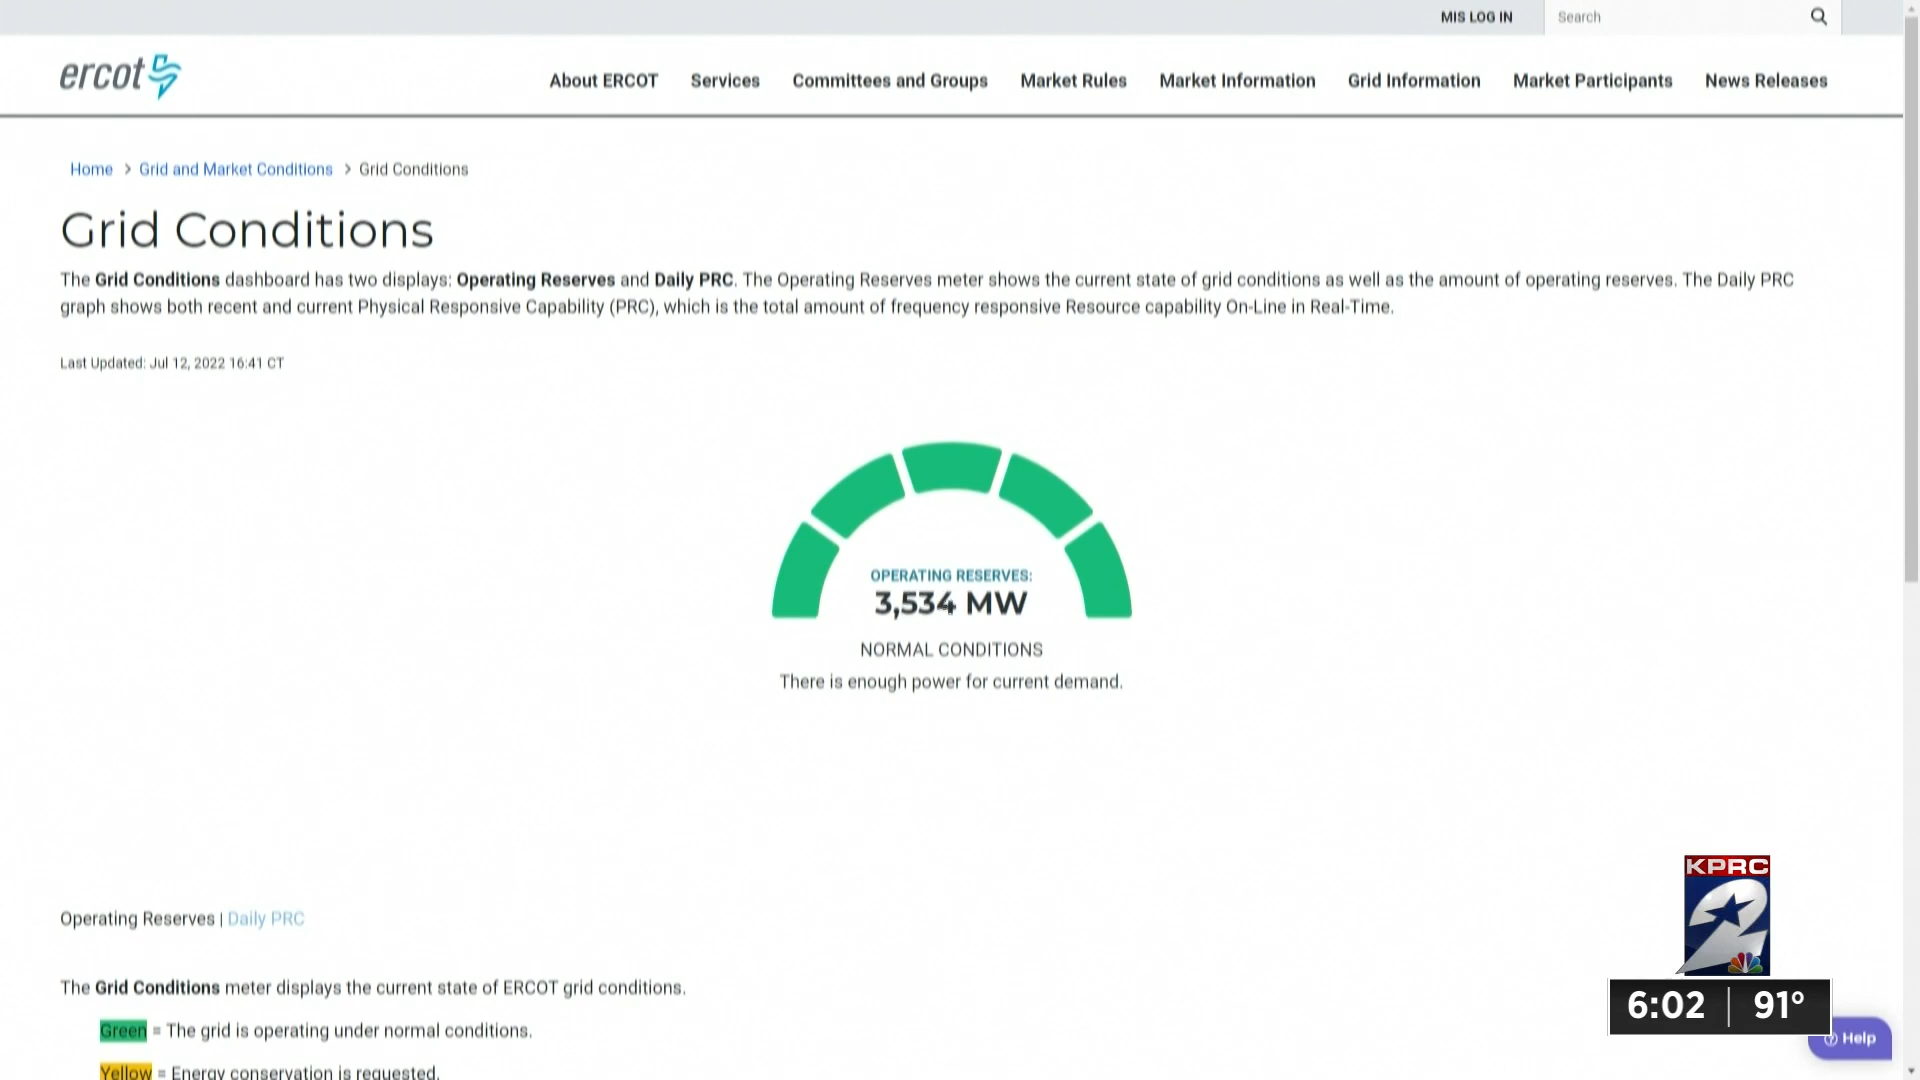 MIS LOG IN
Search
ercot
About ERCOT Services Committees and Groups Market Rules Market Information Grid Information Market Participants News Releases
Home > Grid and Market Conditions > Grid Conditions
Grid Conditions
The Grid Conditions dashboard has two displays: Operating Reserves and Daily PRC. The Operating Reserves meter shows the current state of grid conditions as well as the amount of operating reserves. The Daily PRC
graph shows both recent and current Physical Responsive Capability (PRC), which is the total amount of frequency responsive Resource capability On-Line in Real-Time.
Last Updated: Jul 12, 2022 16:41 CT
OPERATING RESERVES:
3,534 MW
NORMAL CONDITIONS
There is enough power for current demand.
Operating Reserves | Daily PRC
The Grid Conditions meter displays the current state of ERCOT grid conditions.
Green = The grid is operating under normal conditions.
Yellow = Energy conservation is requested.
KPRC
2
6:02 | 91°
Help